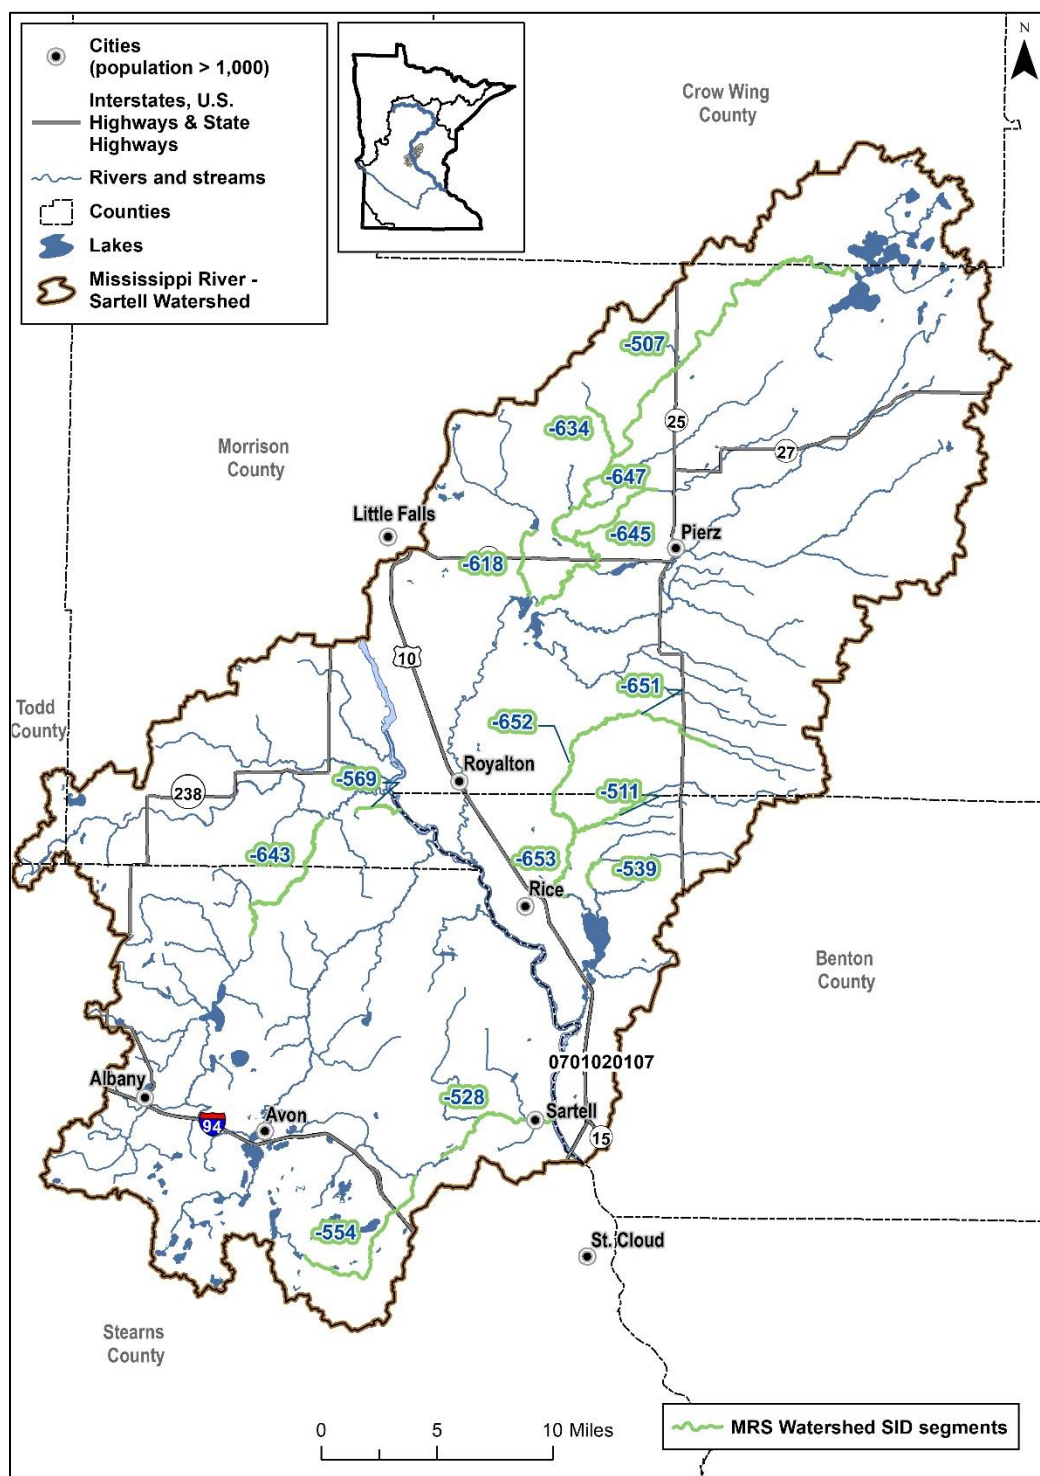 Cities
(population > 1,000)
Interstates, U.S.
Highways & State
Highways
Rivers and streams
Counties
Lakes
Mississippi River -
Sartell Watershed
N
Crow Wing
County
-507
25
-634
27
Morrison
County
-647
Little Falls
-645
Pierz
-618
10
-651
Todd
County
-652
Royalton
-569
238
-511
-643
-653
-539
Rice
Benton
County
0701020107
Albany
-528
Avon
Sartell
94
15
-554
St. Cloud
Stearns
County
0 5 10 Miles
MRS Watershed SID segments